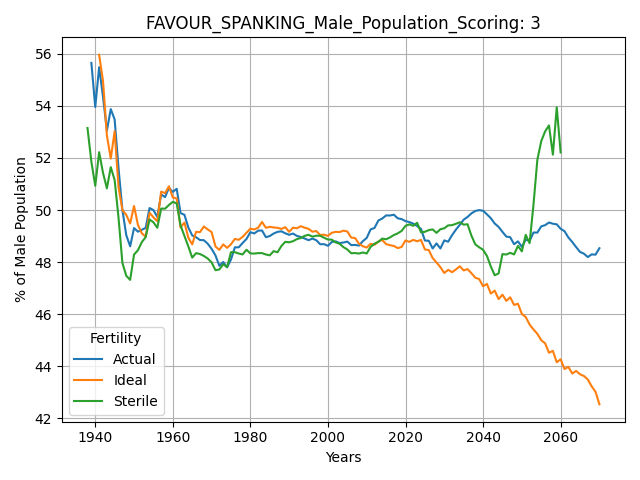 FAVOUR_SPANKING_Male_Population_Scoring: 3
% of Male Population
56
54
52
50
48
46
44
42
Fertility
Actual
Ideal
Sterile
1940 1960 1980 2000 2020 2040 2060
Years